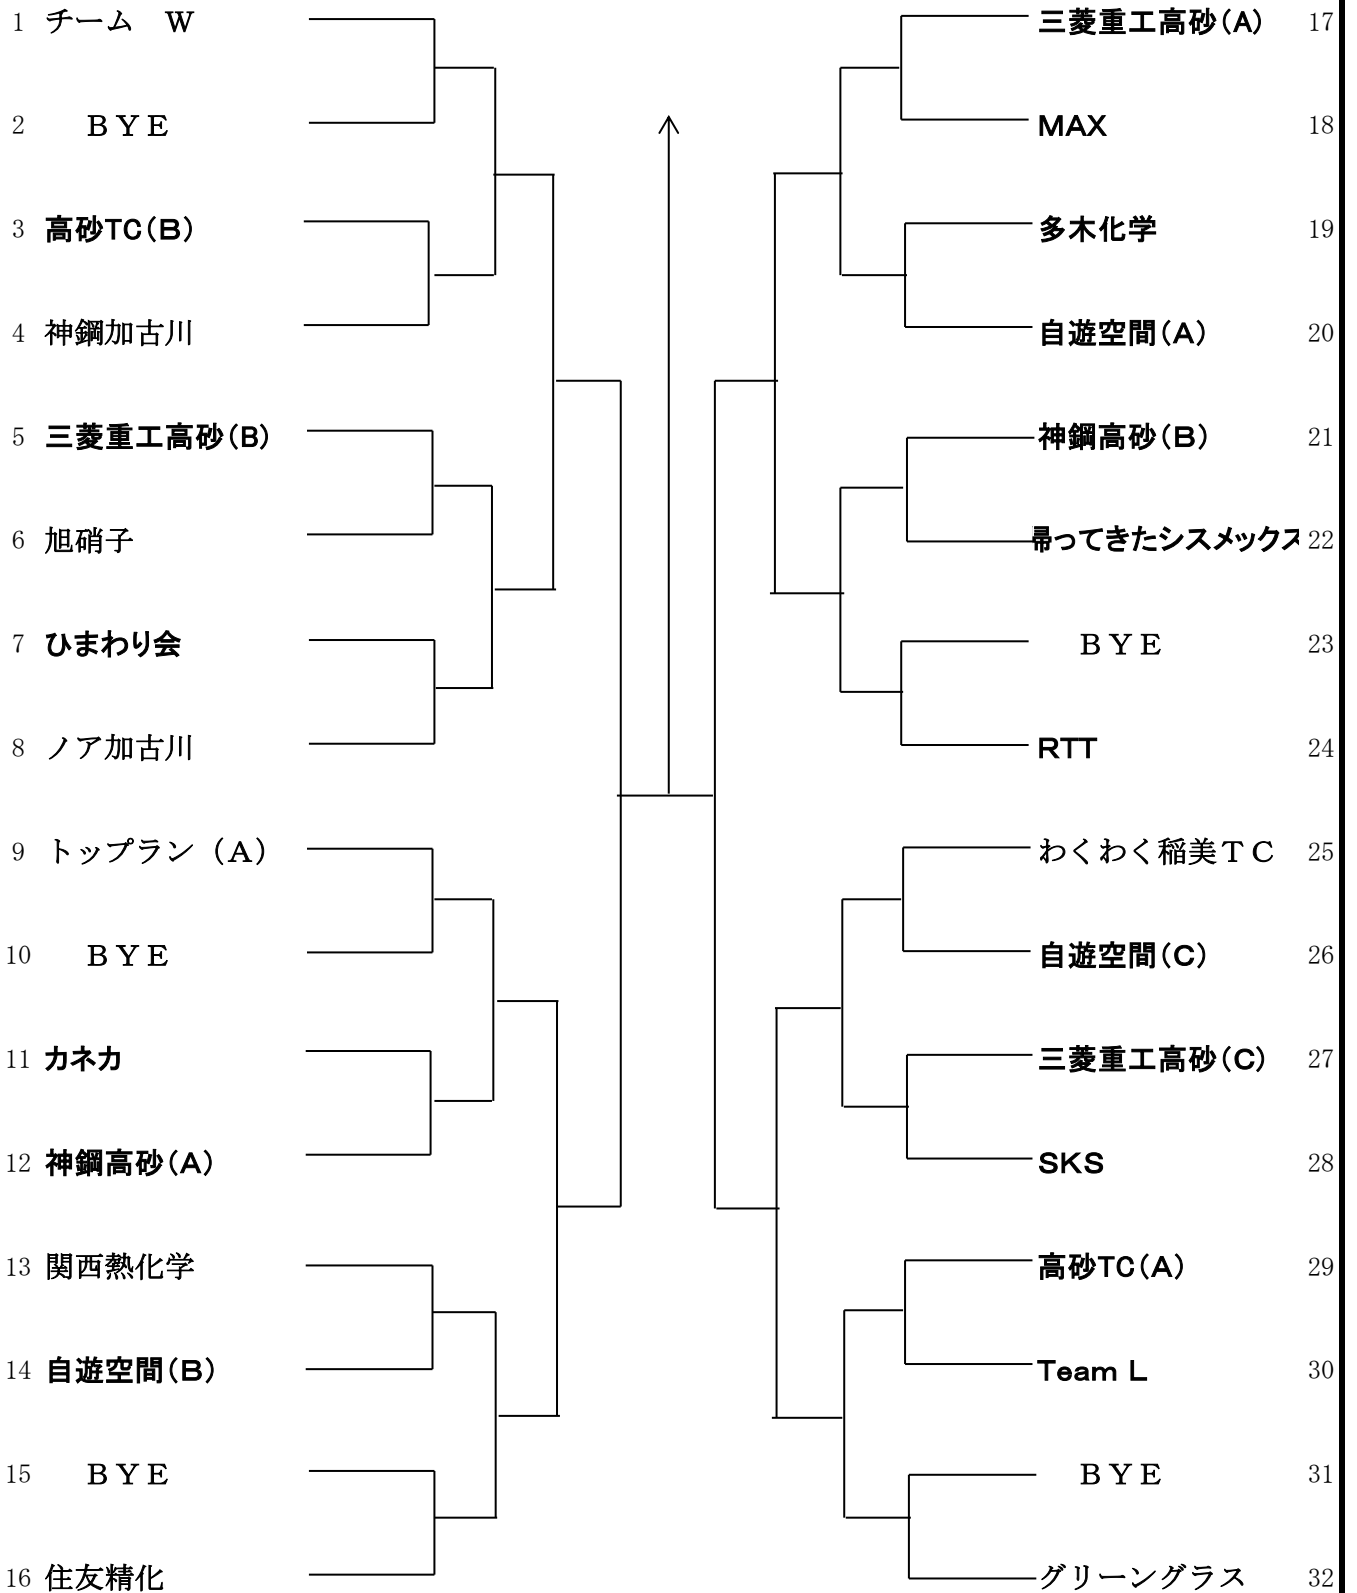 1 チーム　W
2 ＢＹＥ
3 高砂TC(B)
4 神鋼加古川
5 三菱重工高砂(B)
6 旭硝子
7 ひまわり会
8 ノア加古川
9 トップラン（A）
10 ＢＹＥ
11 カネカ
12 神鋼高砂(A)
13 関西熱化学
14 自遊空間(B)
15 ＢＹＥ
16 住友精化
三菱重工高砂(A) 17
MAX 18
多木化学 19
自遊空間(A) 20
神鋼高砂(B) 21
帰ってきたシスメックス 22
ＢＹＥ 23
RTT 24
わくわく稲美ＴＣ 25
自遊空間(C) 26
三菱重工高砂(C) 27
SKS 28
高砂TC(A) 29
Team L 30
ＢＹＥ 31
グリーングラス 32